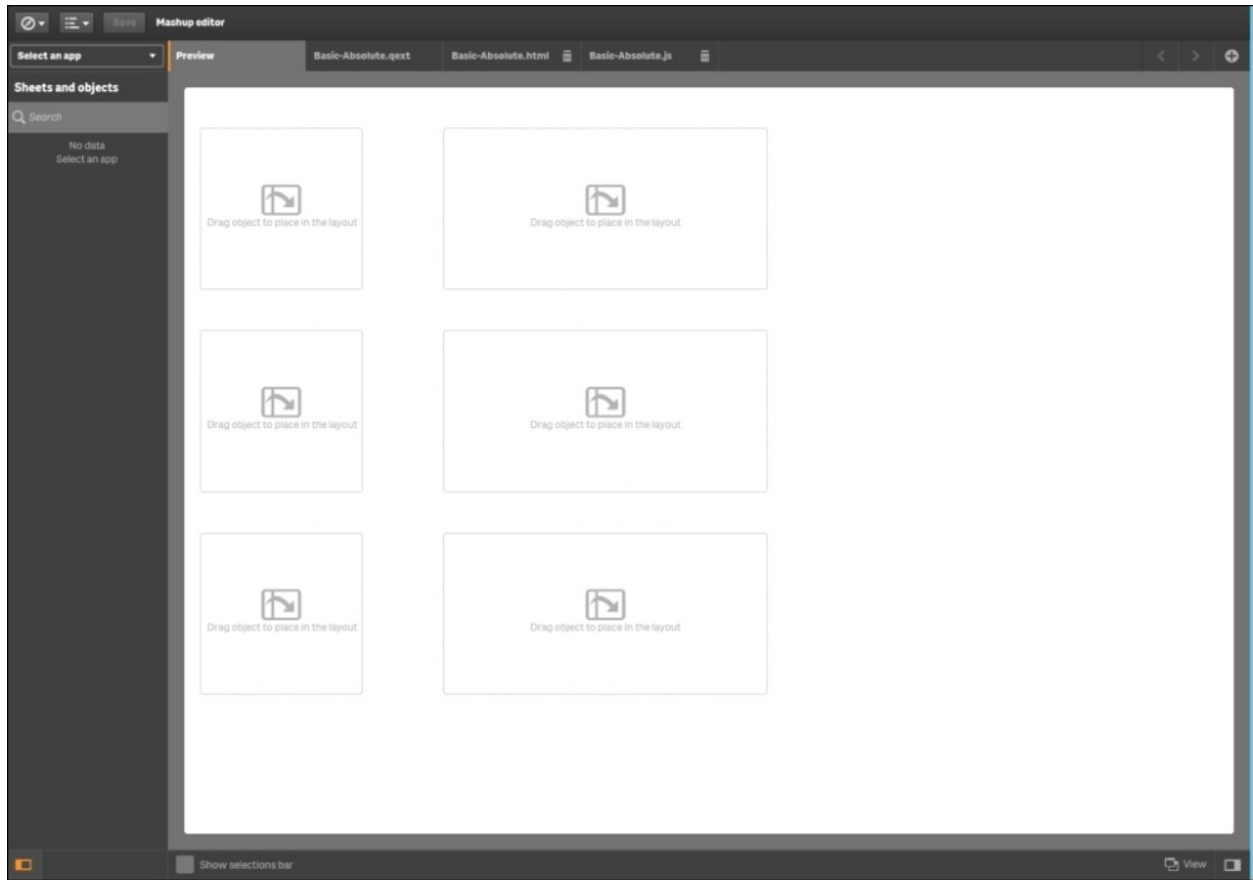 Save Mashup editor
Select an app Preview Basic-Absolute.qext Basic-Absolute.html Basic-Absolute.js
Sheets and objects
Search
No data
Select an app
Drag object to place in the layout Drag object to place in the layout
Drag object to place in the layout Drag object to place in the layout
Drag object to place in the layout Drag object to place in the layout
Show selections bar View